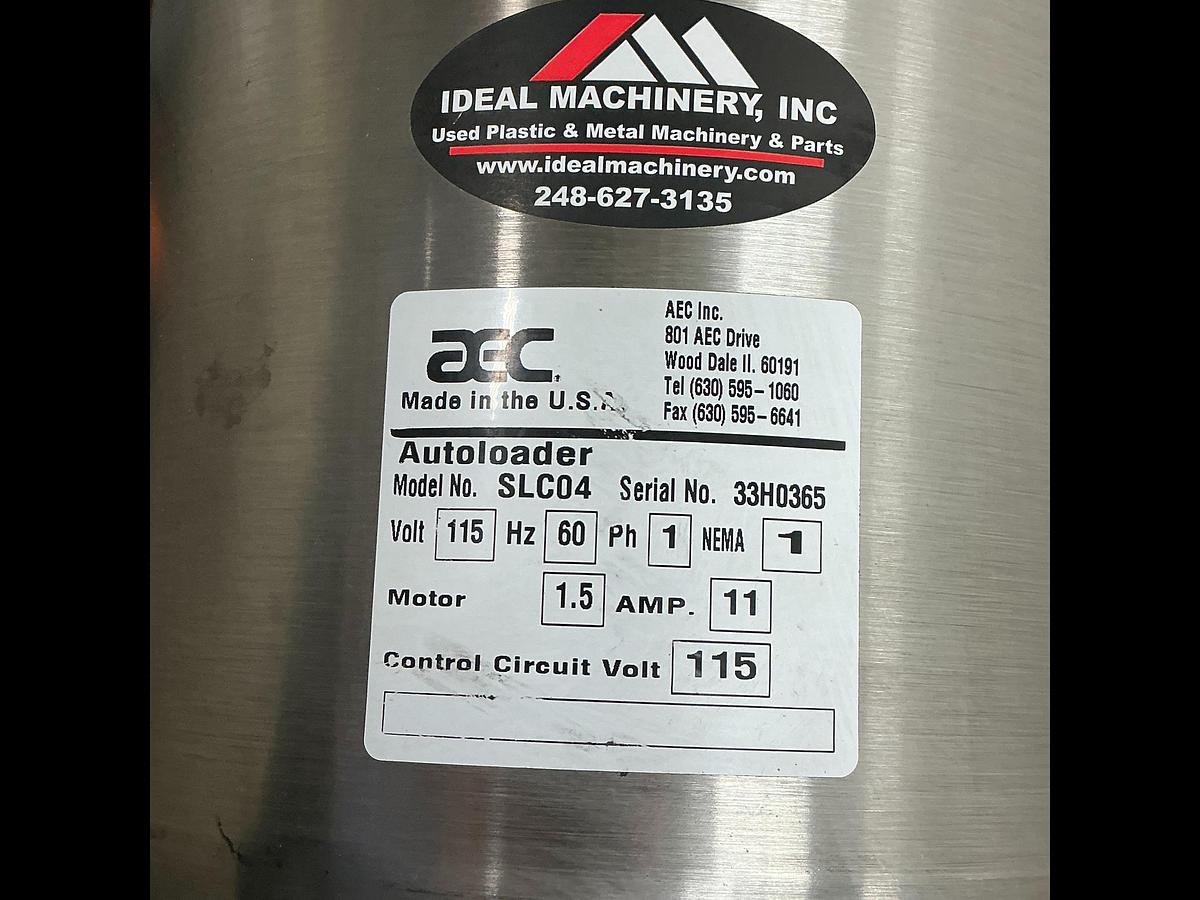 IDEAL MACHINERY, INC
Used Plastic & Metal Machinery & Parts
www.idealmachinery.com
248-627-3135
aec
Made in the U.S.A.
AEC Inc.
801 AEC Drive
Wood Dale Il. 60191
Tel (630) 595-1060
Fax (630) 595-6641
Autoloader
Model No. SLC04 Serial No. 33H0365
Volt 115 Hz 60 Ph 1 NEMA 1
Motor 1.5 AMP. 11
Control Circuit Volt 115